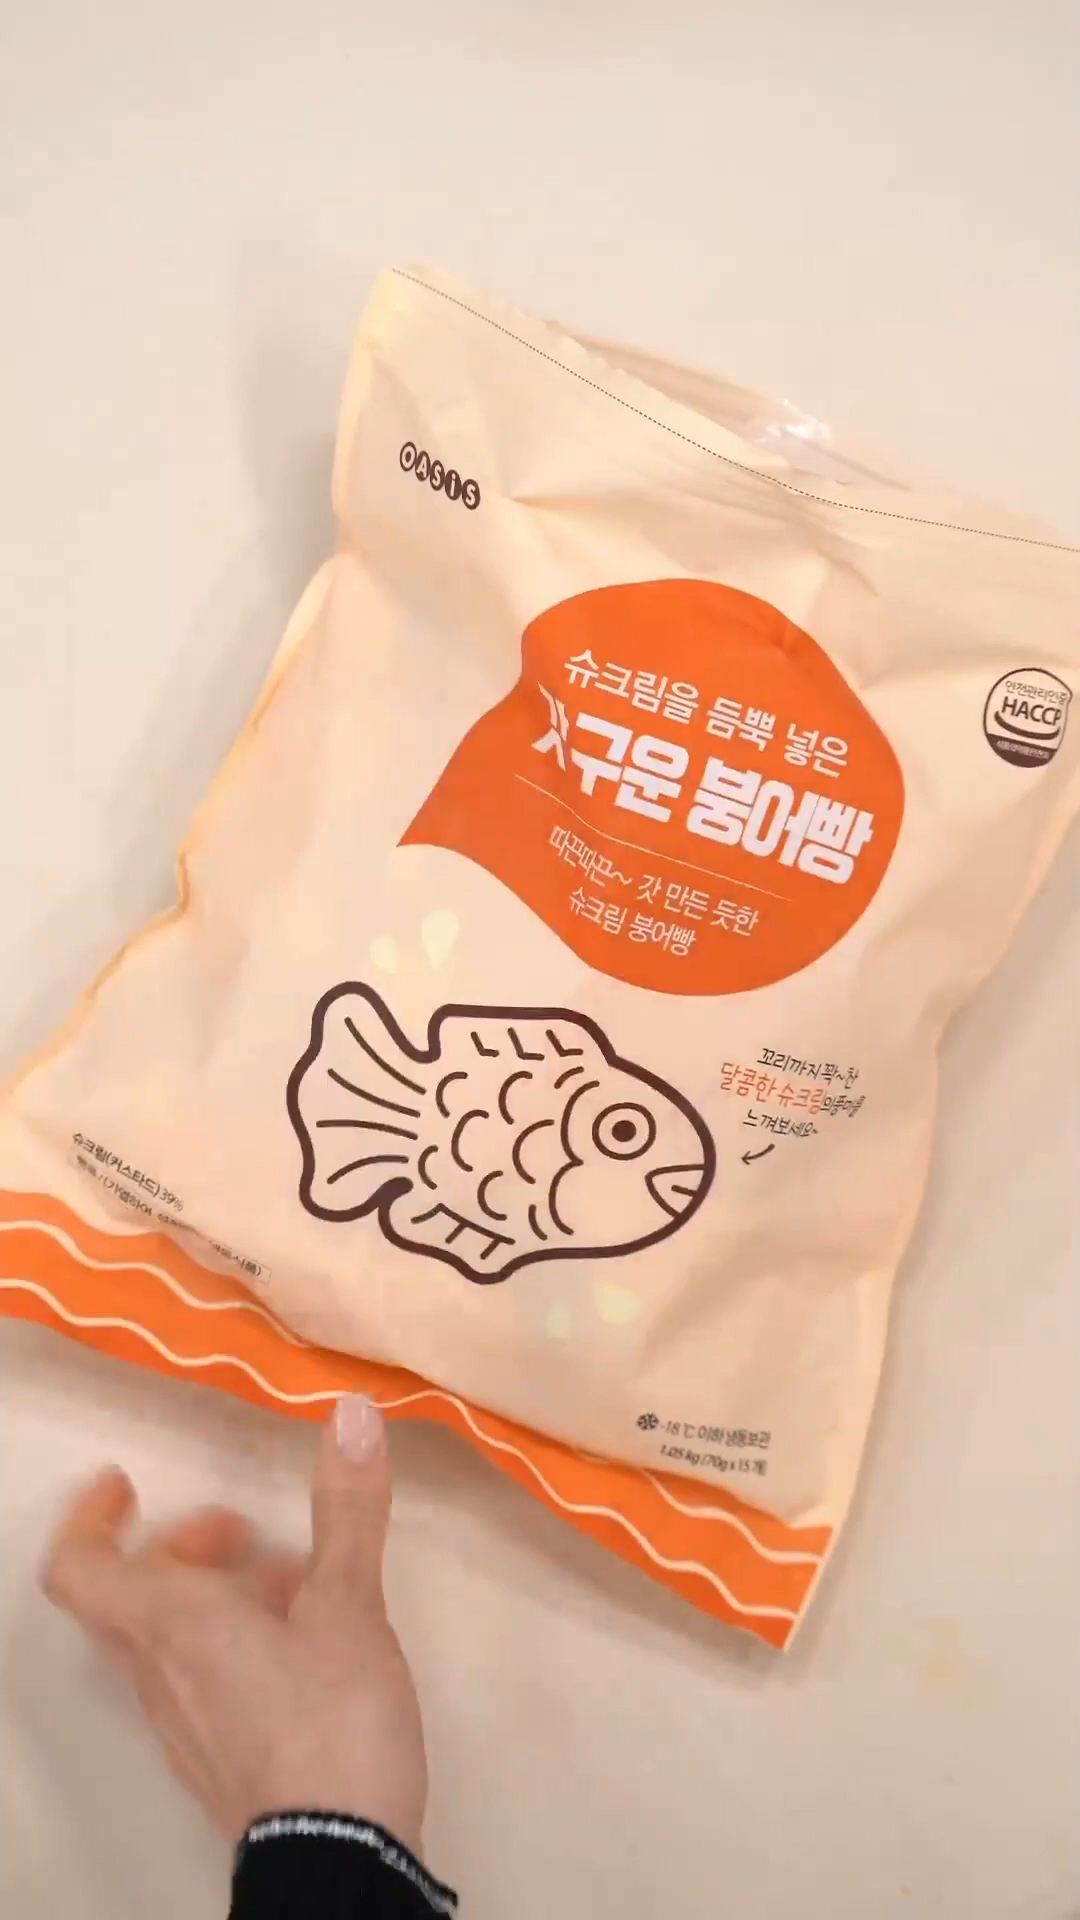 OASIS
슈크림을 듬뿍 넣은
갓 구운 붕어빵
따끈따끈~ 갓 만든 듯한
슈크림 붕어빵
안전관리인증
HACCP
꼬리까지 꽉~찬
달콤한 슈크림의 풍미를
느껴보세요~
슈크림(커스타드) 39%
-18℃ 이하 냉동보관
1.05 kg (70g x 15개)